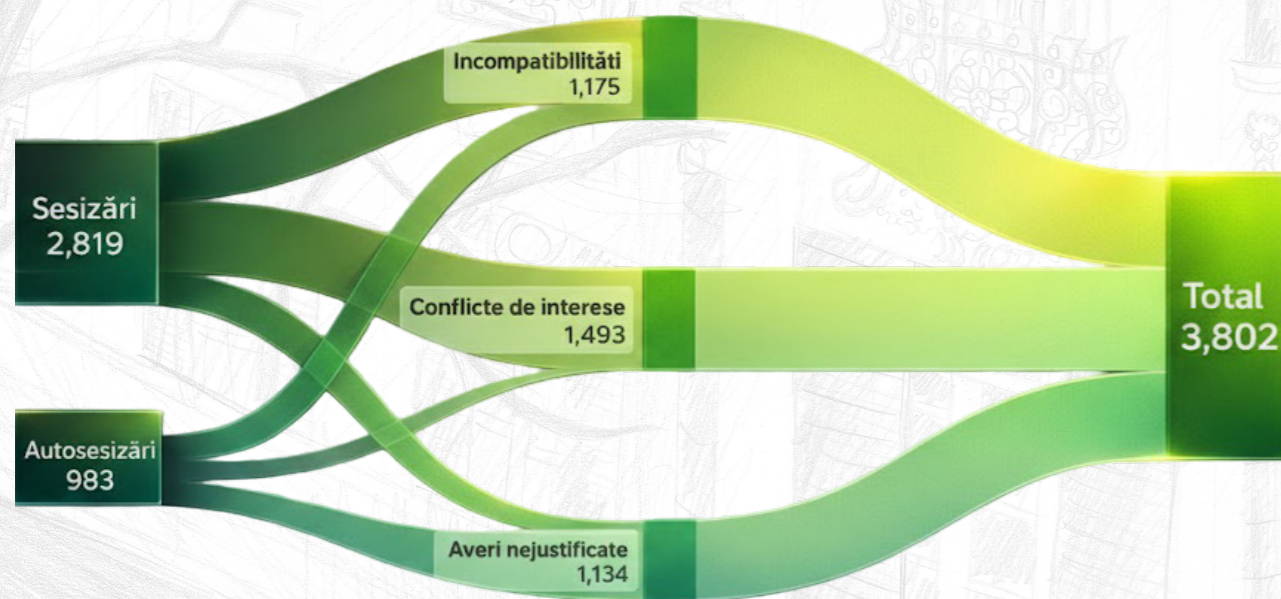 Incompatibilităti
1,175
Sesizări
2,819
Conflicte de interese
1,493
Total
3,802
Autosesizări
983
Averi nejustificate
1,134